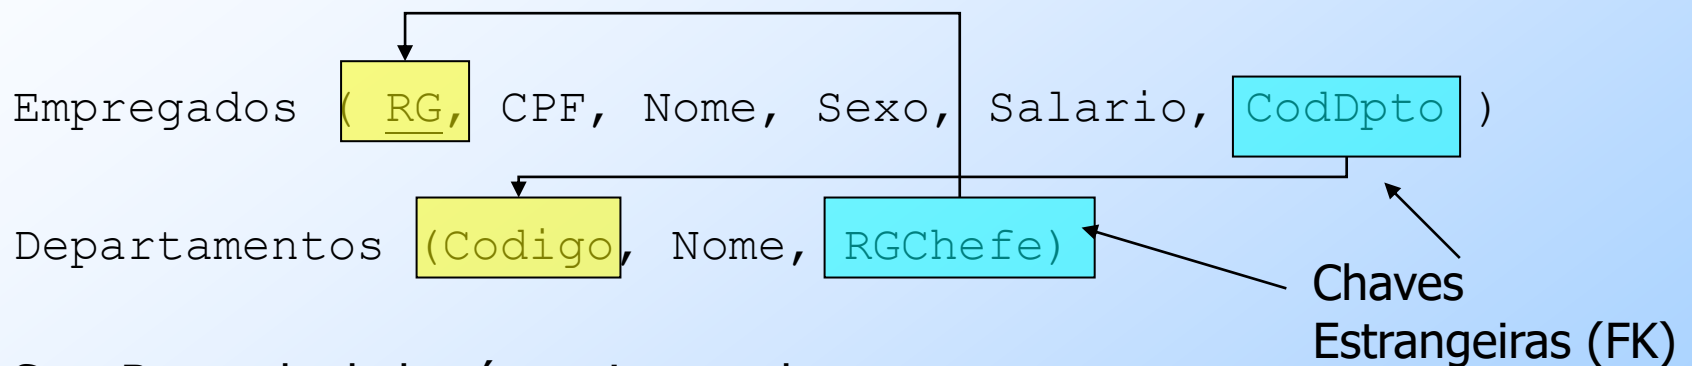 Empregados ( RG, CPF, Nome, Sexo, Salario, CodDpto )
Departamentos (Codigo, Nome, RGChefe)
Chaves
Estrangeiras (FK)